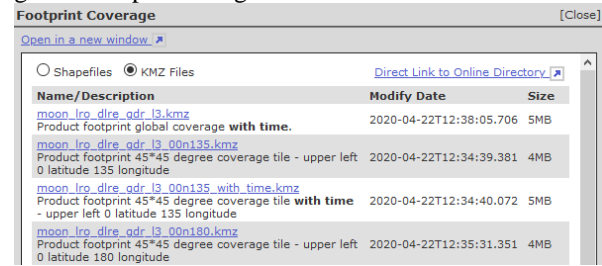 Footprint Coverage [Close]
Open in a new window
Shapefiles KMZ Files Direct Link to Online Directory
Name/Description Modify Date Size
moon_lro_dlre_gdr_l3.kmz
Product footprint global coverage with time. 2020-04-22T12:38:05.706 5MB
moon_lro_dlre_gdr_l3_00n135.kmz
Product footprint 45*45 degree coverage tile - upper left 2020-04-22T12:34:39.381 4MB
0 latitude 135 longitude
moon_lro_dlre_gdr_l3_00n135_with_time.kmz
Product footprint 45*45 degree coverage tile with time 2020-04-22T12:34:40.072 5MB
- upper left 0 latitude 135 longitude
moon_lro_dlre_gdr_l3_00n180.kmz
Product footprint 45*45 degree coverage tile - upper left 2020-04-22T12:35:31.351 4MB
0 latitude 180 longitude